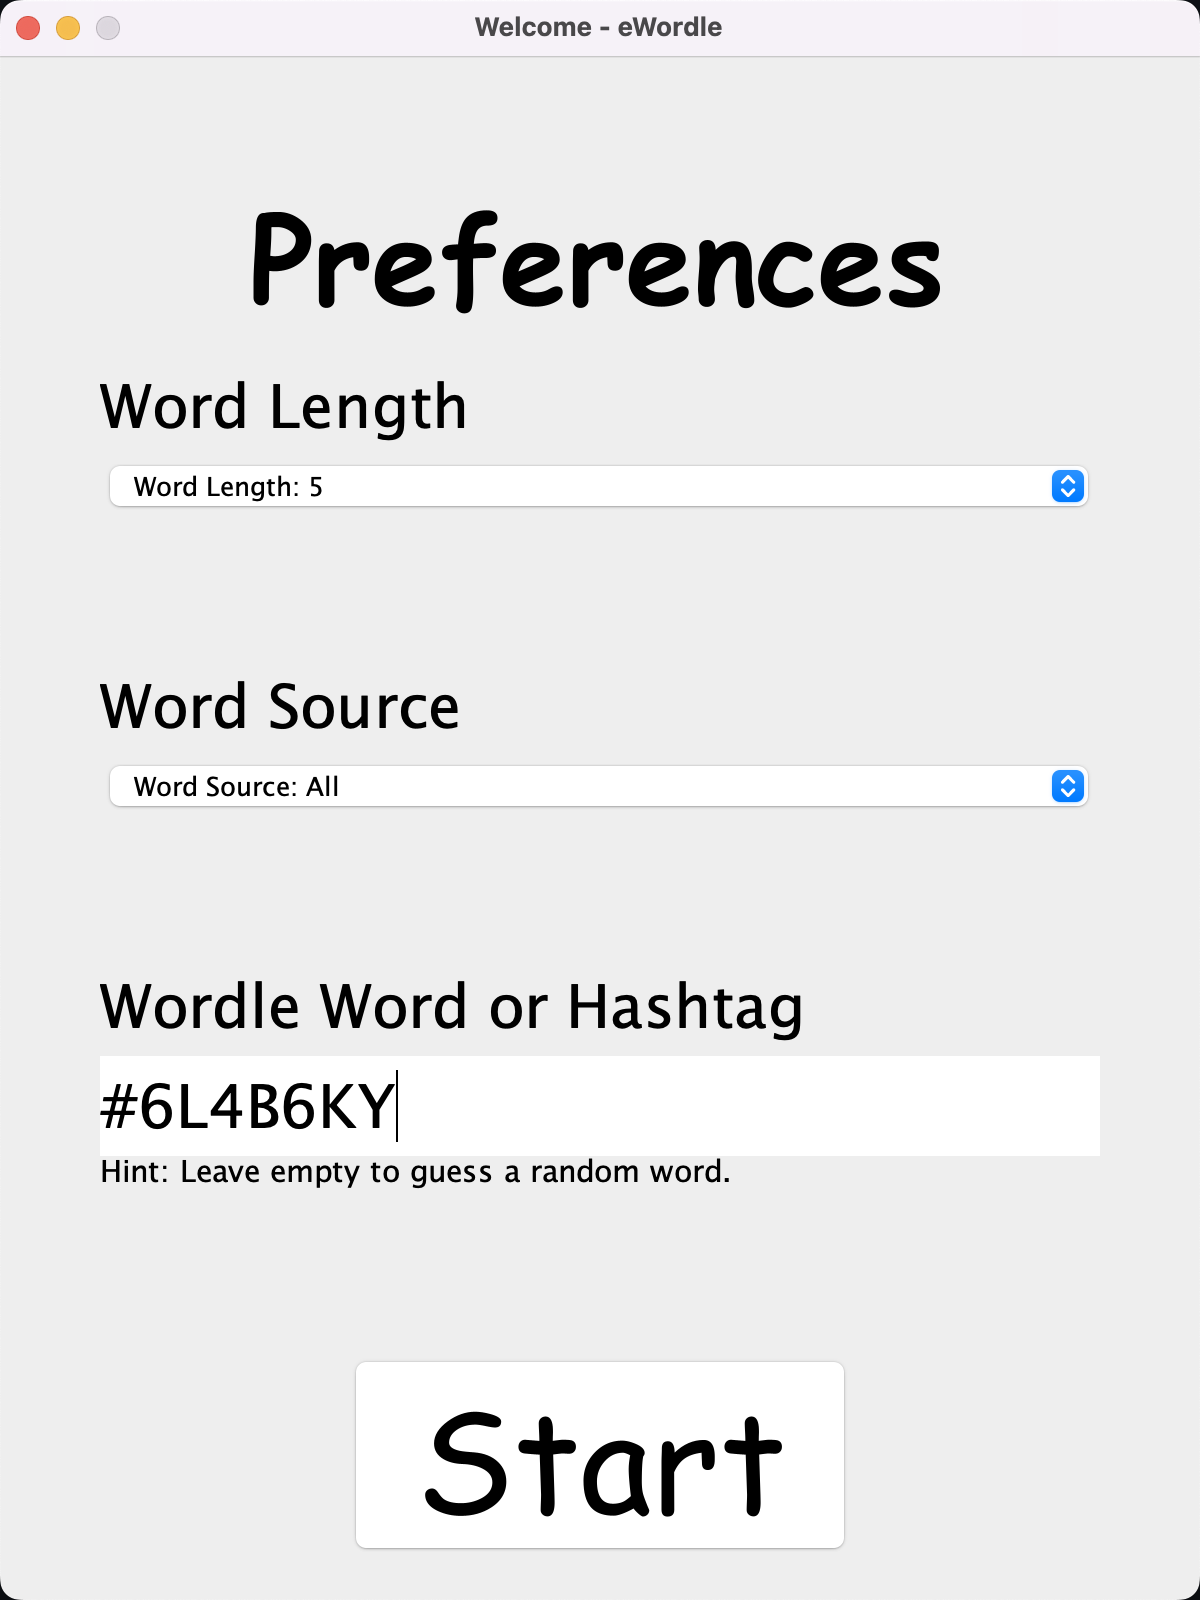 Welcome - eWordle
Preferences
Word Length
Word Length: 5
Word Source
Word Source: All
Wordle Word or Hashtag
#6L4B6KY
Hint: Leave empty to guess a random word.
Start